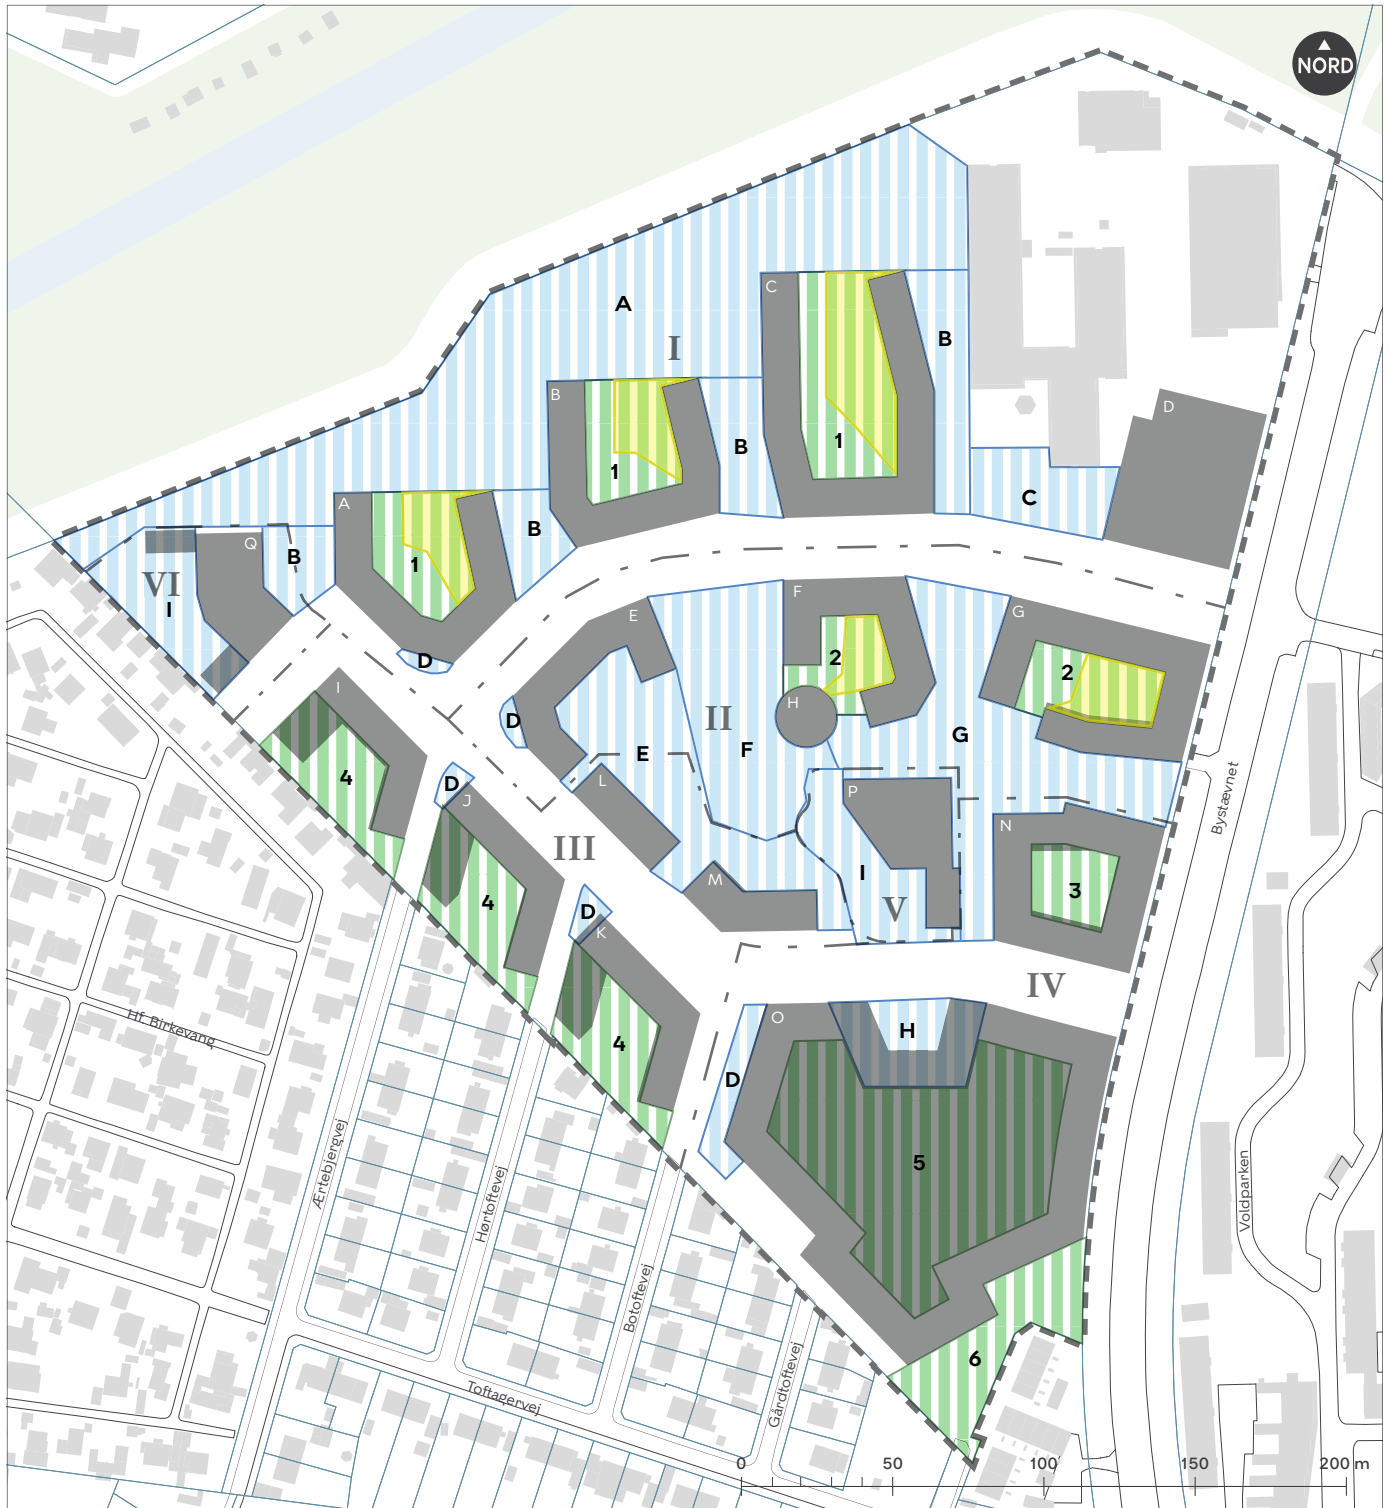 NORD
A
I
C
B
B
D
B
1
1
C
A
B
Q
B
1
VI
I
D
E
F
G
2
2
I
D
H
II
F
G
E
4
D
J
L
P
N
III
M
I
3
V
4
D
K
IV
O
H
4
D
5
6
Bystævnet
Voldparken
Hf. Birkevang
Ærtebjergvej
Hørtoftevej
Botoftevej
Gårdtoftevej
Toftagervej
0 50 100 150 200 m